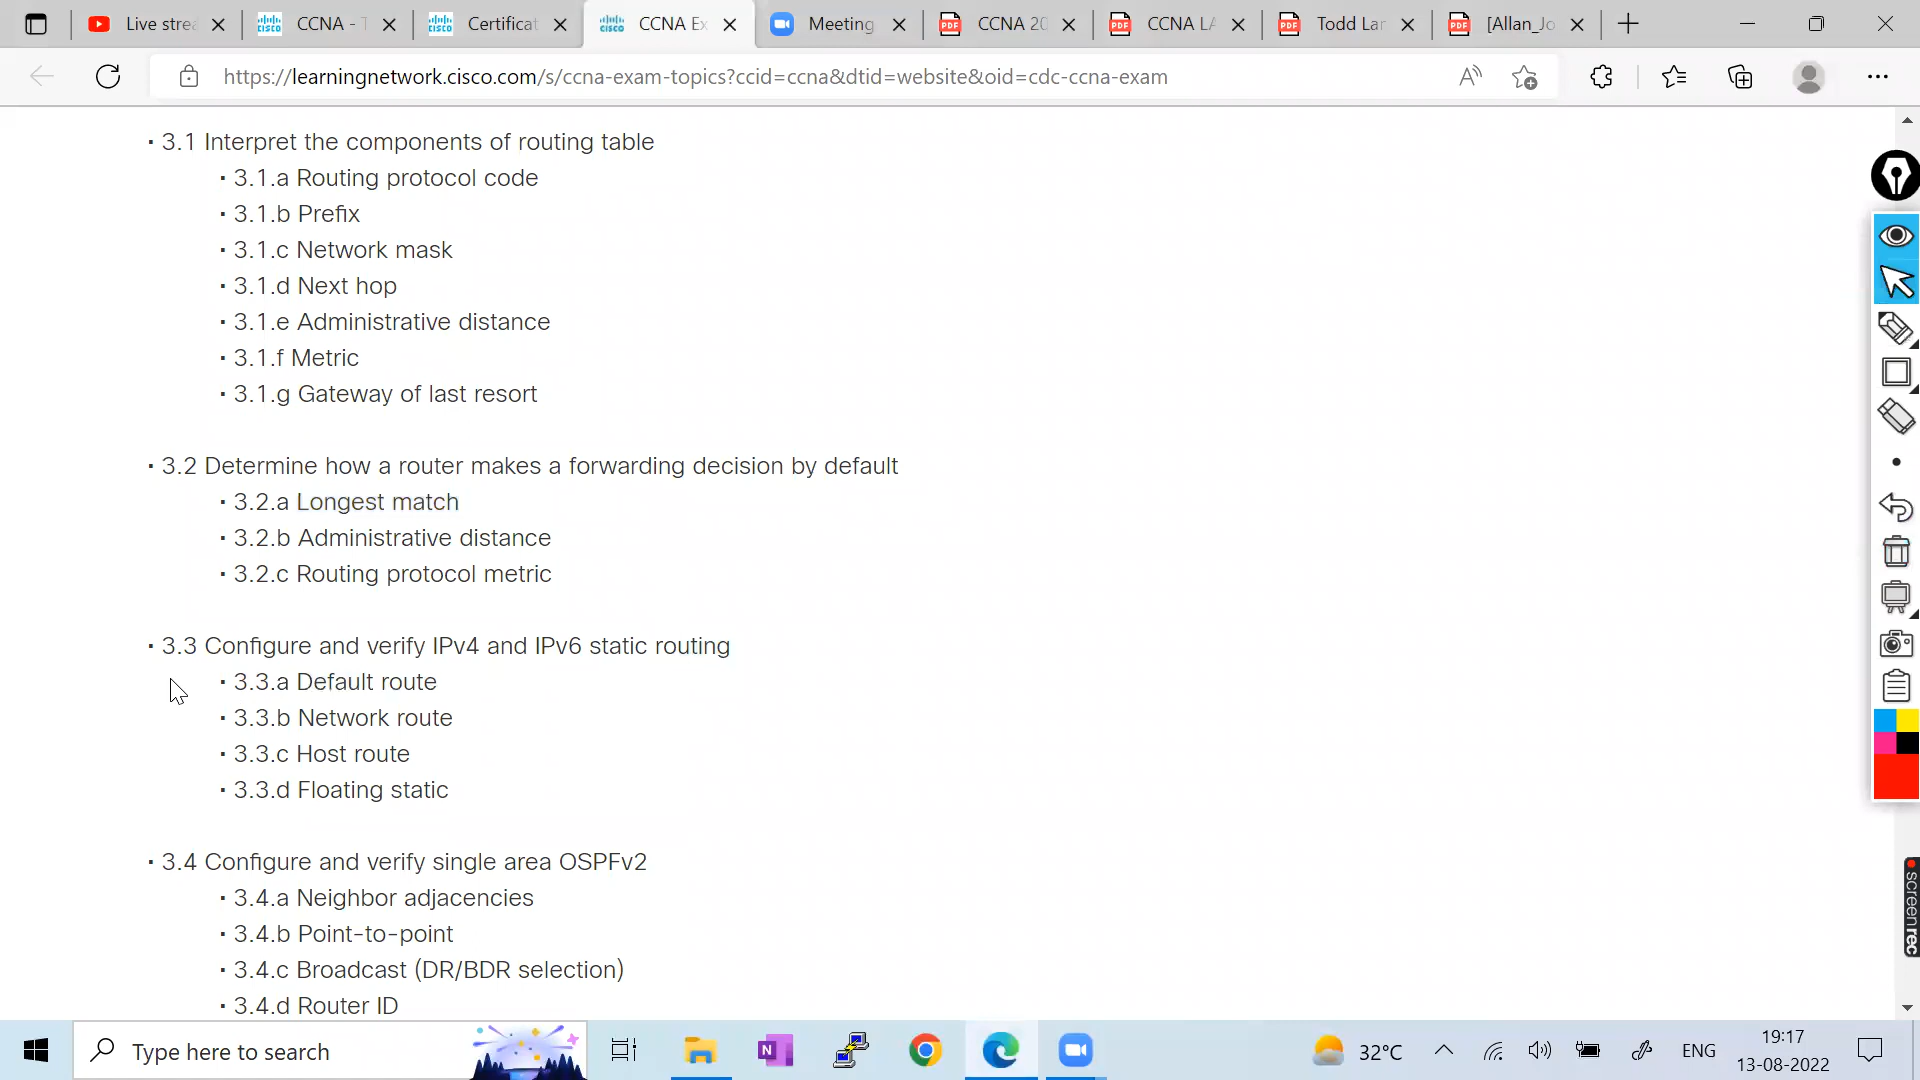 Live strea
CCNA - T
Certificat
CCNA Ex
Meeting
CCNA 20
CCNA LA
Todd Lar
[Allan_Jo
https://learningnetwork.cisco.com/s/ccna-exam-topics?ccid=ccna&dtid=website&oid=cdc-ccna-exam
· 3.1 Interpret the components of routing table
· 3.1.a Routing protocol code
· 3.1.b Prefix
· 3.1.c Network mask
· 3.1.d Next hop
· 3.1.e Administrative distance
· 3.1.f Metric
· 3.1.g Gateway of last resort
· 3.2 Determine how a router makes a forwarding decision by default
· 3.2.a Longest match
· 3.2.b Administrative distance
· 3.2.c Routing protocol metric
· 3.3 Configure and verify IPv4 and IPv6 static routing
· 3.3.a Default route
· 3.3.b Network route
· 3.3.c Host route
· 3.3.d Floating static
· 3.4 Configure and verify single area OSPFv2
· 3.4.a Neighbor adjacencies
· 3.4.b Point-to-point
· 3.4.c Broadcast (DR/BDR selection)
· 3.4.d Router ID
screenrec
Type here to search
32°C
ENG
19:17
13-08-2022